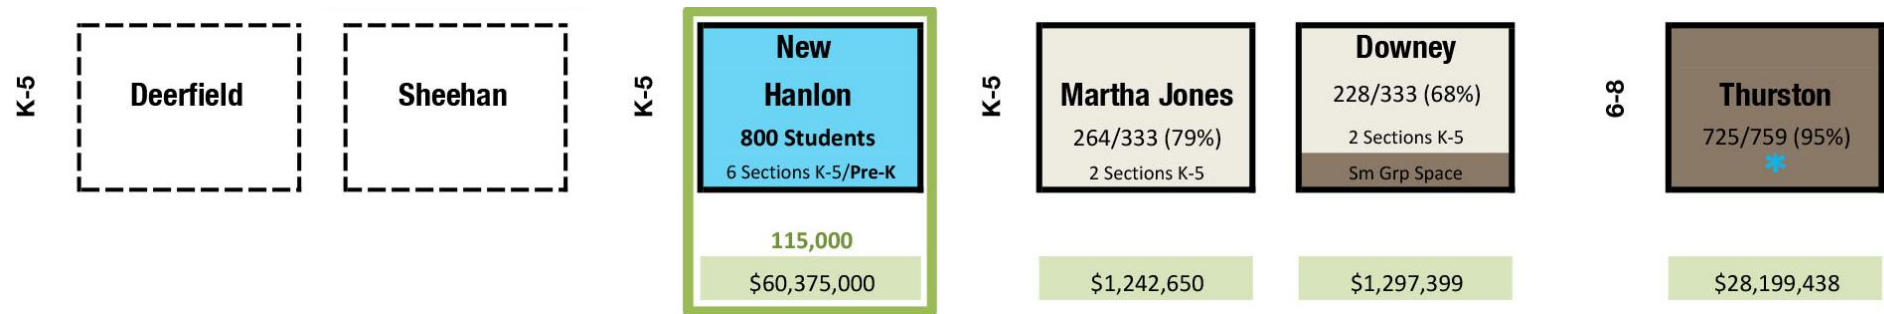 K-5
Deerfield
Sheehan
K-5
New
Hanlon
800 Students
6 Sections K-5/Pre-K
115,000
$60,375,000
K-5
Martha Jones
264/333 (79%)
2 Sections K-5
$1,242,650
Downey
228/333 (68%)
2 Sections K-5
Sm Grp Space
$1,297,399
6-8
Thurston
725/759 (95%)
*
$28,199,438